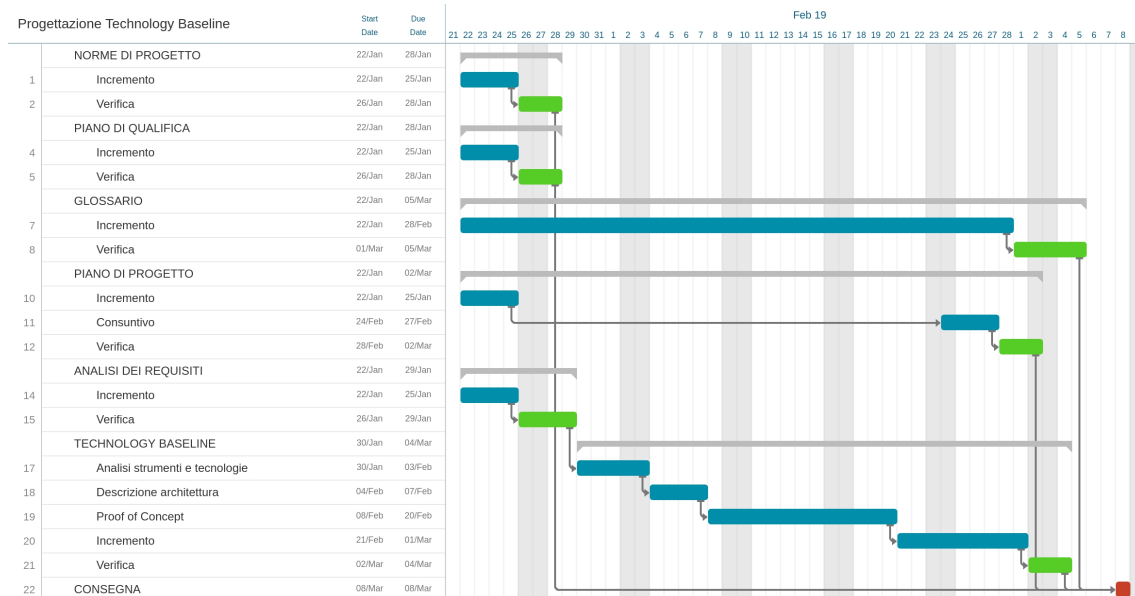 Feb 19
Progettazione Technology Baseline Start Date Due Date
21 22 23 24 25 26 27 28 29 30 31 1 2 3 4 5 6 7 8 9 10 11 12 13 14 15 16 17 18 19 20 21 22 23 24 25 26 27 28 1 2 3 4 5 6 7 8
NORME DI PROGETTO 22/Jan 28/Jan
1 Incremento 22/Jan 25/Jan
2 Verifica 26/Jan 28/Jan
PIANO DI QUALIFICA 22/Jan 28/Jan
4 Incremento 22/Jan 25/Jan
5 Verifica 26/Jan 28/Jan
GLOSSARIO 22/Jan 05/Mar
7 Incremento 22/Jan 28/Feb
8 Verifica 01/Mar 05/Mar
PIANO DI PROGETTO 22/Jan 02/Mar
10 Incremento 22/Jan 25/Jan
11 Consuntivo 24/Feb 27/Feb
12 Verifica 28/Feb 02/Mar
ANALISI DEI REQUISITI 22/Jan 29/Jan
14 Incremento 22/Jan 25/Jan
15 Verifica 26/Jan 29/Jan
TECHNOLOGY BASELINE 30/Jan 04/Mar
17 Analisi strumenti e tecnologie 30/Jan 03/Feb
18 Descrizione architettura 04/Feb 07/Feb
19 Proof of Concept 08/Feb 20/Feb
20 Incremento 21/Feb 01/Mar
21 Verifica 02/Mar 04/Mar
22 CONSEGNA 08/Mar 08/Mar